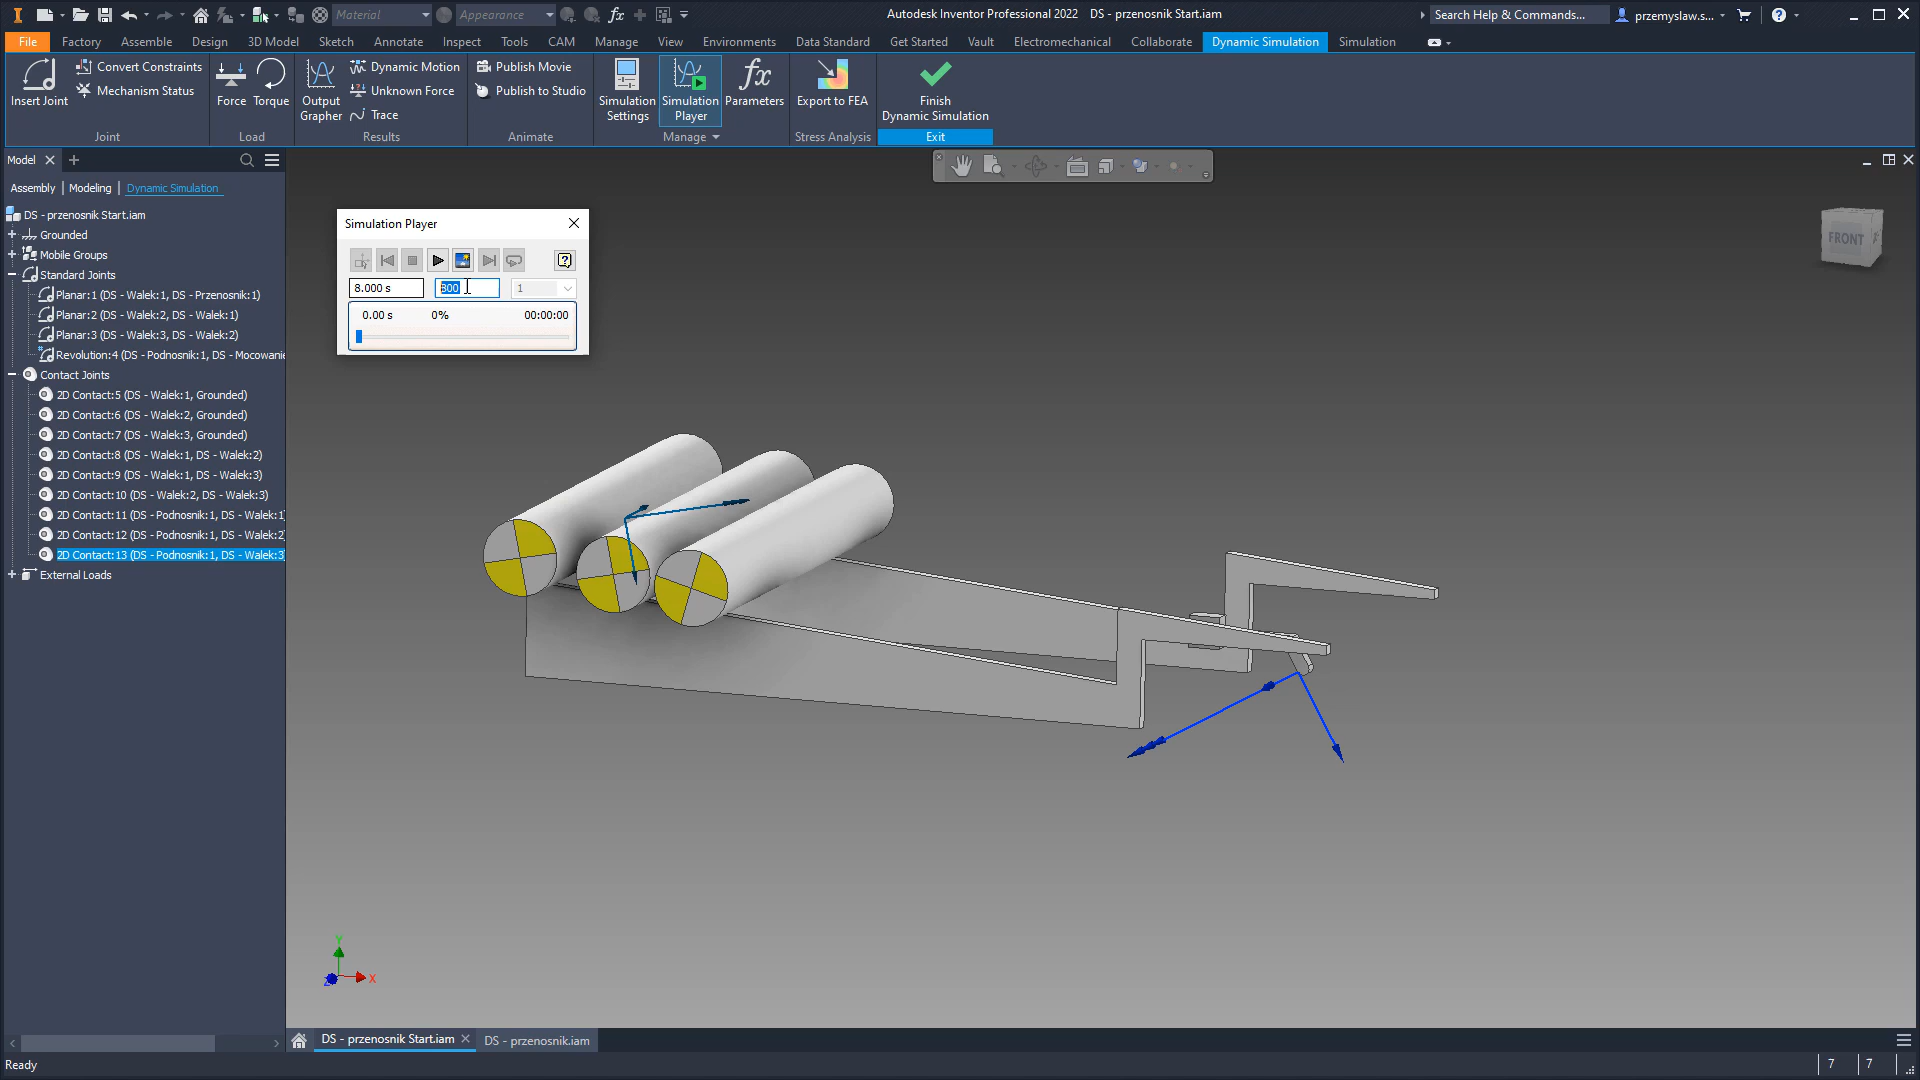 Material
Appearance
fx
Autodesk Inventor Professional 2022 DS - przenosnik Start.iam
Search Help & Commands...
przemyslaw.s...
File
Factory
Assemble
Design
3D Model
Sketch
Annotate
Inspect
Tools
CAM
Manage
View
Environments
Data Standard
Get Started
Vault
Electromechanical
Collaborate
Dynamic Simulation
Simulation
Insert Joint
Convert Constraints
Mechanism Status
Joint
Force
Torque
Load
Output Grapher
Dynamic Motion
Unknown Force
Trace
Results
Publish Movie
Publish to Studio
Animate
Simulation Settings
Simulation Player
fx
Parameters
Manage
Export to FEA
Stress Analysis
Finish
Dynamic Simulation
Exit
Model
Assembly | Modeling | Dynamic Simulation
DS - przenosnik Start.iam
Grounded
Mobile Groups
Standard Joints
Planar:1 (DS - Walek:1, DS - Przenosnik:1)
Planar:2 (DS - Walek:2, DS - Walek:1)
Planar:3 (DS - Walek:3, DS - Walek:2)
Revolution:4 (DS - Podnosnik:1, DS - Mocowanie
Contact Joints
2D Contact:5 (DS - Walek:1, Grounded)
2D Contact:6 (DS - Walek:2, Grounded)
2D Contact:7 (DS - Walek:3, Grounded)
2D Contact:8 (DS - Walek:1, DS - Walek:2)
2D Contact:9 (DS - Walek:1, DS - Walek:3)
2D Contact:10 (DS - Walek:2, DS - Walek:3)
2D Contact:11 (DS - Podnosnik:1, DS - Walek:1)
2D Contact:12 (DS - Podnosnik:1, DS - Walek:2)
2D Contact:13 (DS - Podnosnik:1, DS - Walek:3)
External Loads
Simulation Player
8.000 s
800
1
0.00 s
0%
00:00:00
FRONT
Y
X
Z
DS - przenosnik Start.iam
DS - przenosnik.iam
Ready
7
7